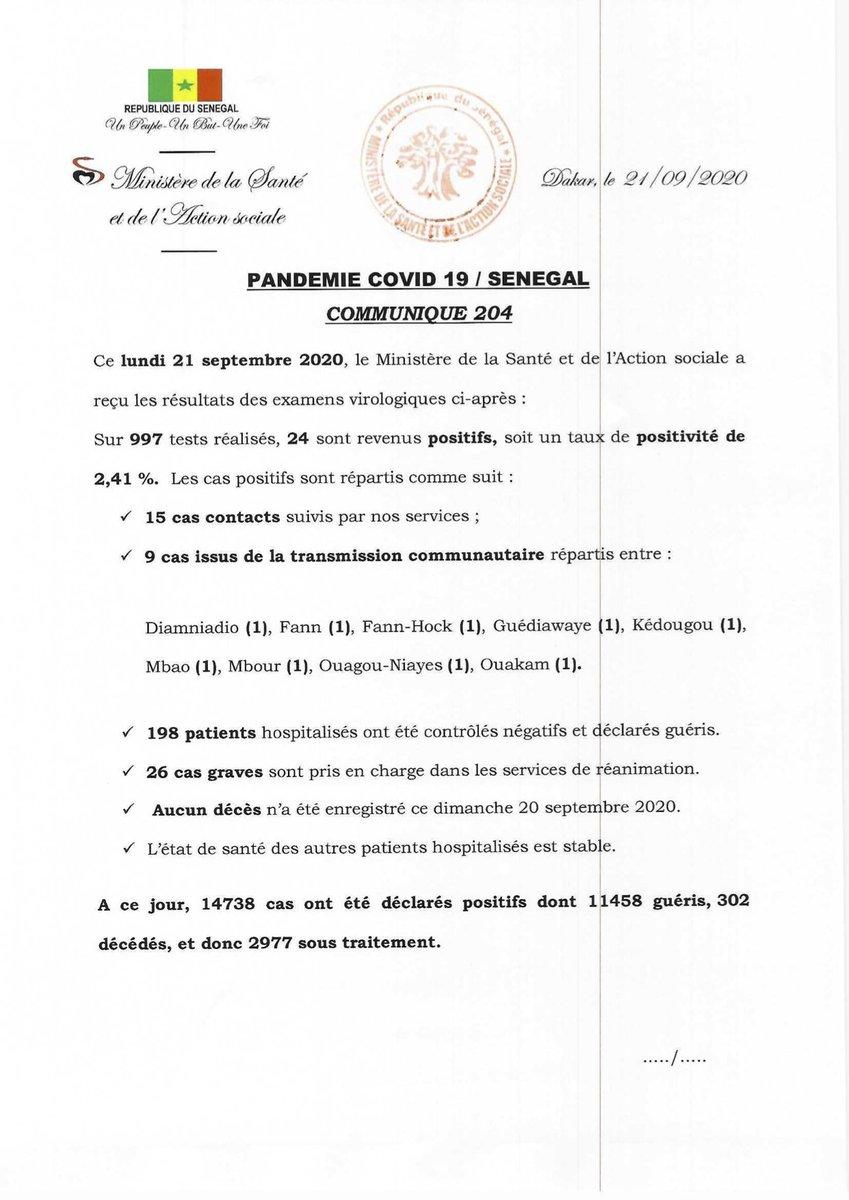 REPUBLIQUE DU SENEGAL
Un Peuple-Un But-Une Foi
Ministère de la Santé
et de l'Action sociale
République du Sénégal
MINISTERE DE LA SANTE ET DE L'ACTION SOCIALE
Dakar, le 21/09/2020
PANDEMIE COVID 19 / SENEGAL
COMMUNIQUE 204
Ce lundi 21 septembre 2020, le Ministère de la Santé et de l'Action sociale a
reçu les résultats des examens virologiques ci-après :
Sur 997 tests réalisés, 24 sont revenus positifs, soit un taux de positivité de
2,41 %. Les cas positifs sont répartis comme suit :
✓ 15 cas contacts suivis par nos services ;
✓ 9 cas issus de la transmission communautaire répartis entre :
Diamniadio (1), Fann (1), Fann-Hock (1), Guédiawaye (1), Kédougou (1),
Mbao (1), Mbour (1), Ouagou-Niayes (1), Ouakam (1).
✓ 198 patients hospitalisés ont été contrôlés négatifs et déclarés guéris.
✓ 26 cas graves sont pris en charge dans les services de réanimation.
✓ Aucun décès n'a été enregistré ce dimanche 20 septembre 2020.
✓ L'état de santé des autres patients hospitalisés est stable.
A ce jour, 14738 cas ont été déclarés positifs dont 11458 guéris, 302
décédés, et donc 2977 sous traitement.
...../.....